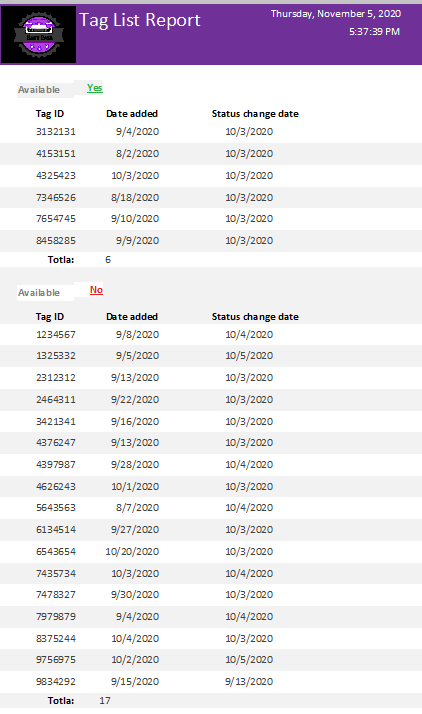 Tag List Report
Thursday, November 5, 2020
5:37:39 PM
Available Yes
Tag ID Date added Status change date
3132131 9/4/2020 10/3/2020
4153151 8/2/2020 10/3/2020
4325423 10/3/2020 10/3/2020
7346526 8/18/2020 10/3/2020
7654745 9/10/2020 10/3/2020
8458285 9/9/2020 10/3/2020
Totla: 6
Available No
Tag ID Date added Status change date
1234567 9/8/2020 10/4/2020
1325332 9/5/2020 10/5/2020
2312312 9/13/2020 10/3/2020
2464311 9/22/2020 10/3/2020
3421341 9/16/2020 10/3/2020
4376247 9/13/2020 10/3/2020
4397987 9/28/2020 10/4/2020
4626243 10/1/2020 10/3/2020
5643563 8/7/2020 10/4/2020
6134514 9/27/2020 10/3/2020
6543654 10/20/2020 10/3/2020
7435734 10/3/2020 10/4/2020
7478327 9/30/2020 10/3/2020
7979879 9/4/2020 10/4/2020
8375244 10/4/2020 10/3/2020
9756975 10/2/2020 10/5/2020
9834292 9/15/2020 9/13/2020
Totla: 17